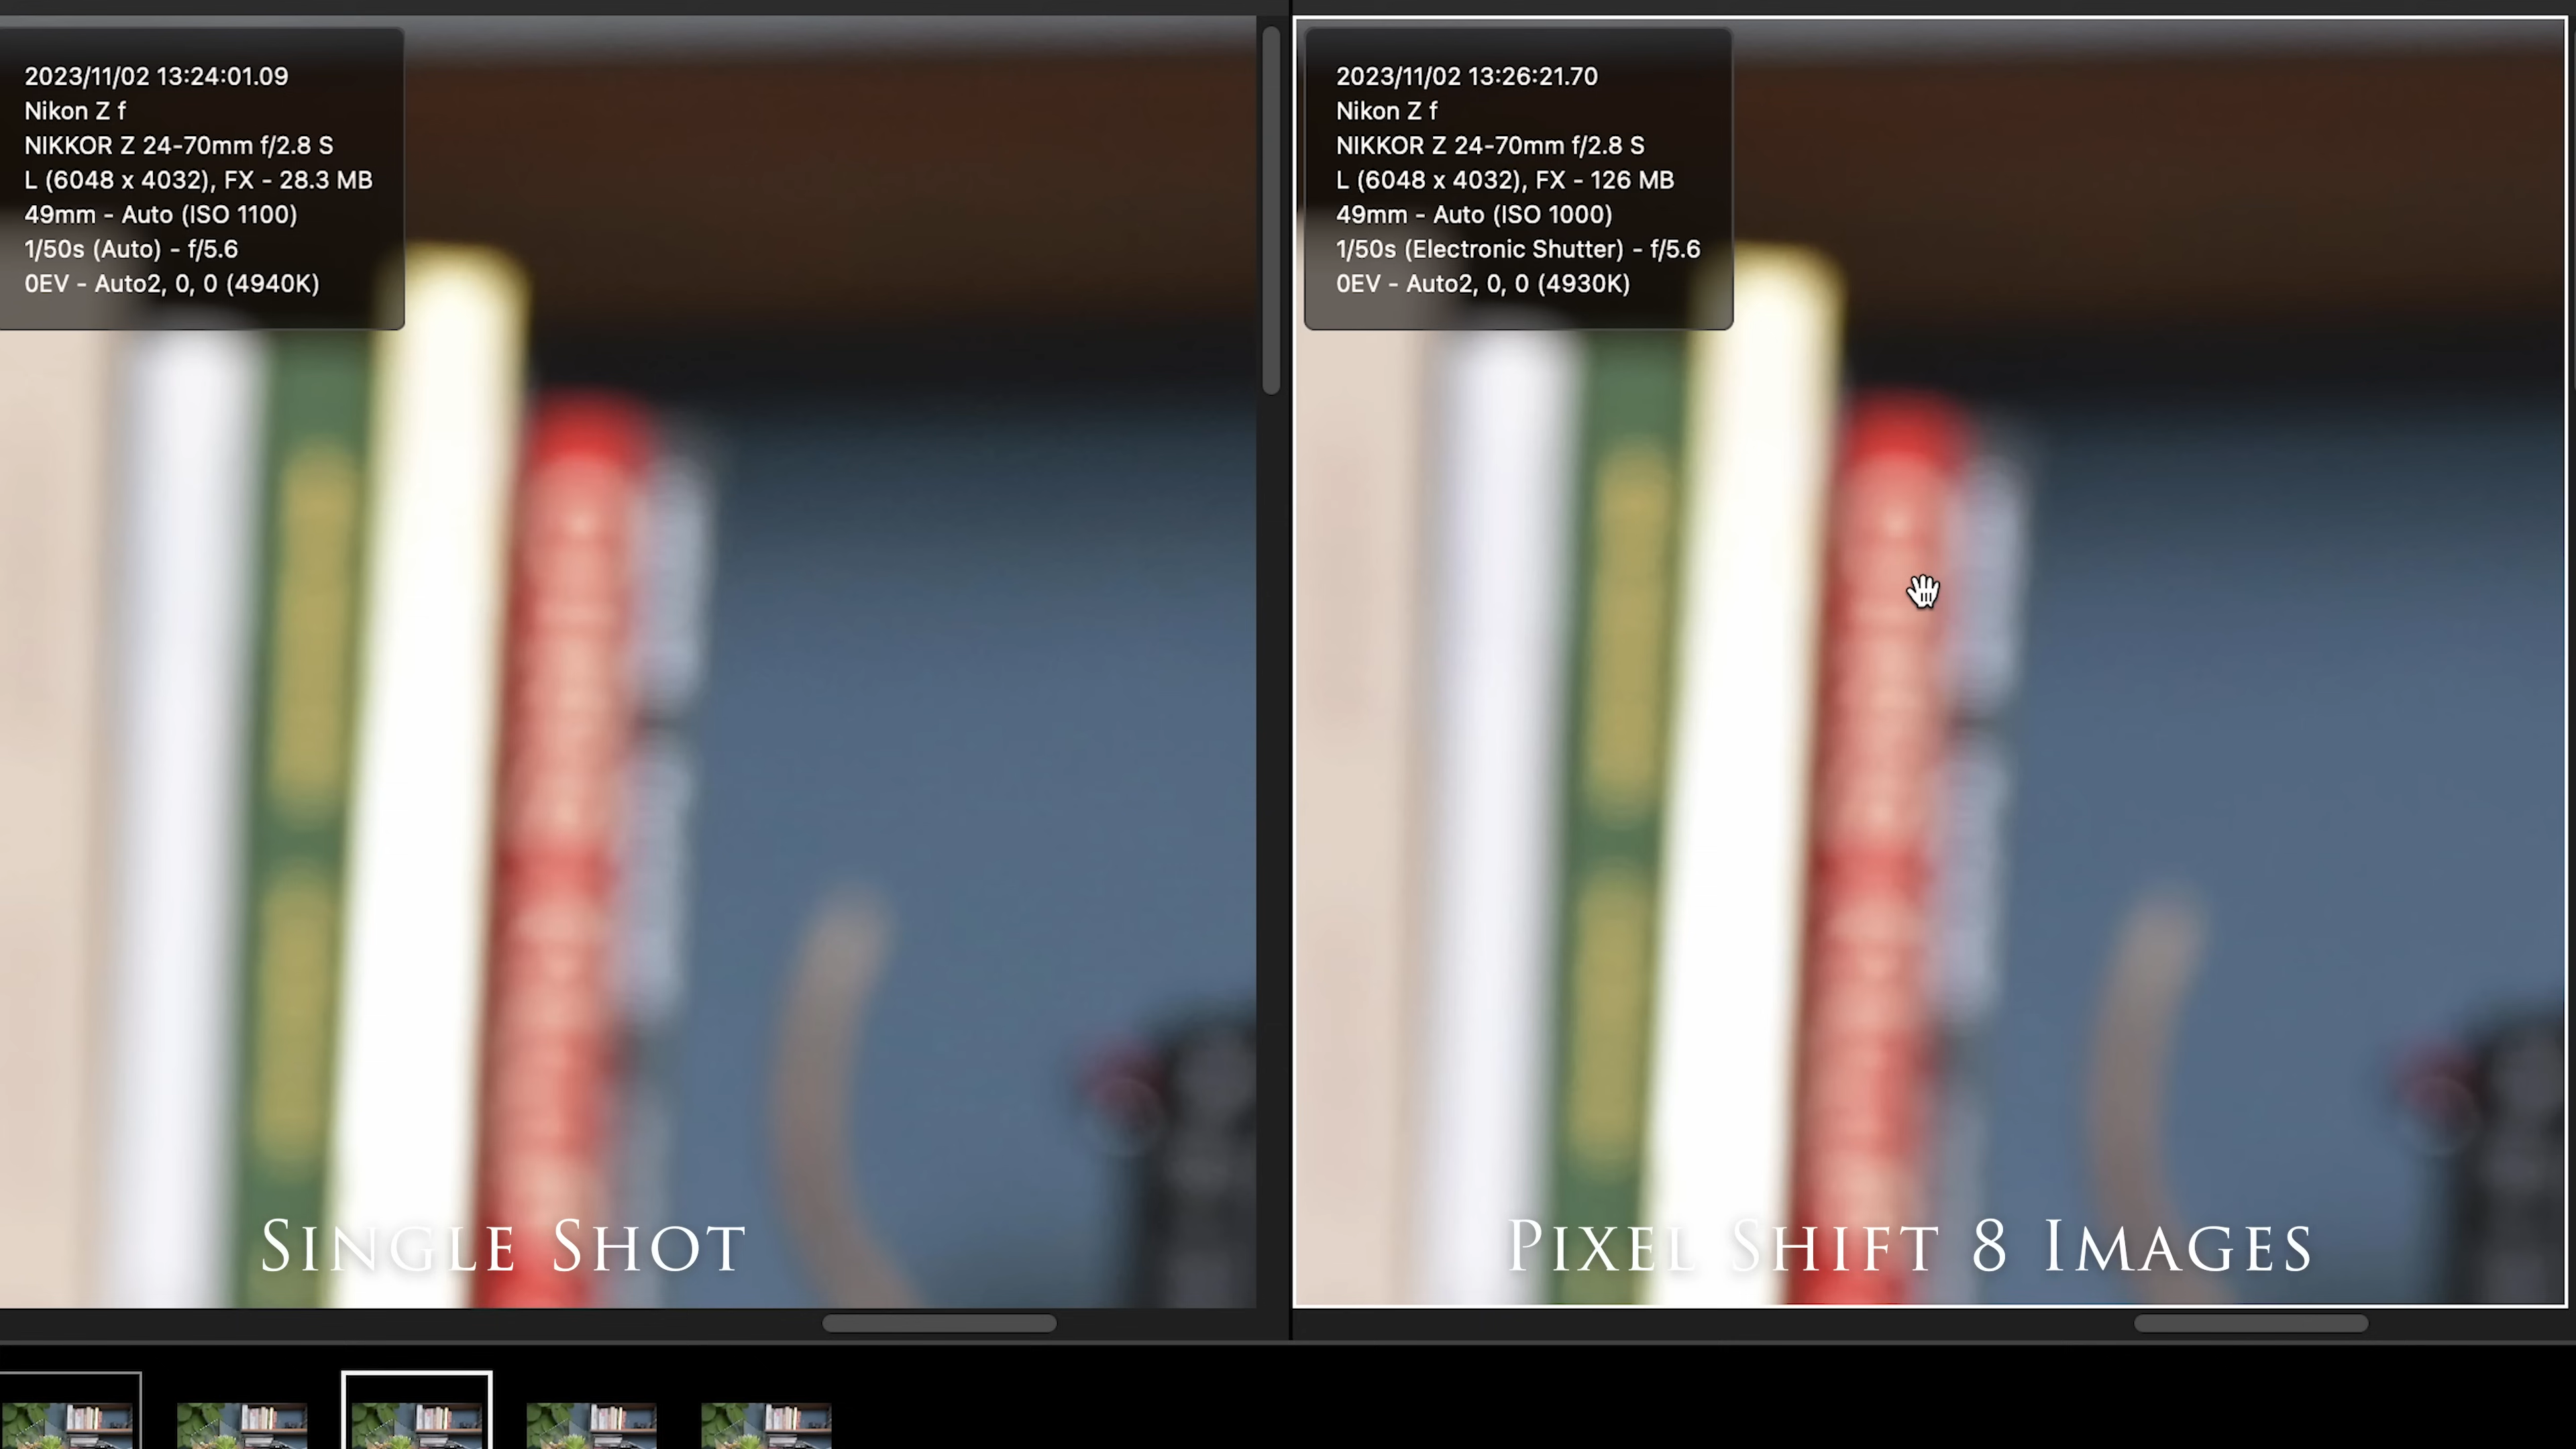 2023/11/02 13:24:01.09
Nikon Z f
NIKKOR Z 24-70mm f/2.8 S
L (6048 x 4032), FX - 28.3 MB
49mm - Auto (ISO 1100)
1/50s (Auto) - f/5.6
0EV - Auto2, 0, 0 (4940K)
2023/11/02 13:26:21.70
Nikon Z f
NIKKOR Z 24-70mm f/2.8 S
L (6048 x 4032), FX - 126 MB
49mm - Auto (ISO 1000)
1/50s (Electronic Shutter) - f/5.6
0EV - Auto2, 0, 0 (4930K)
Single Shot
Pixel Shift 8 Images